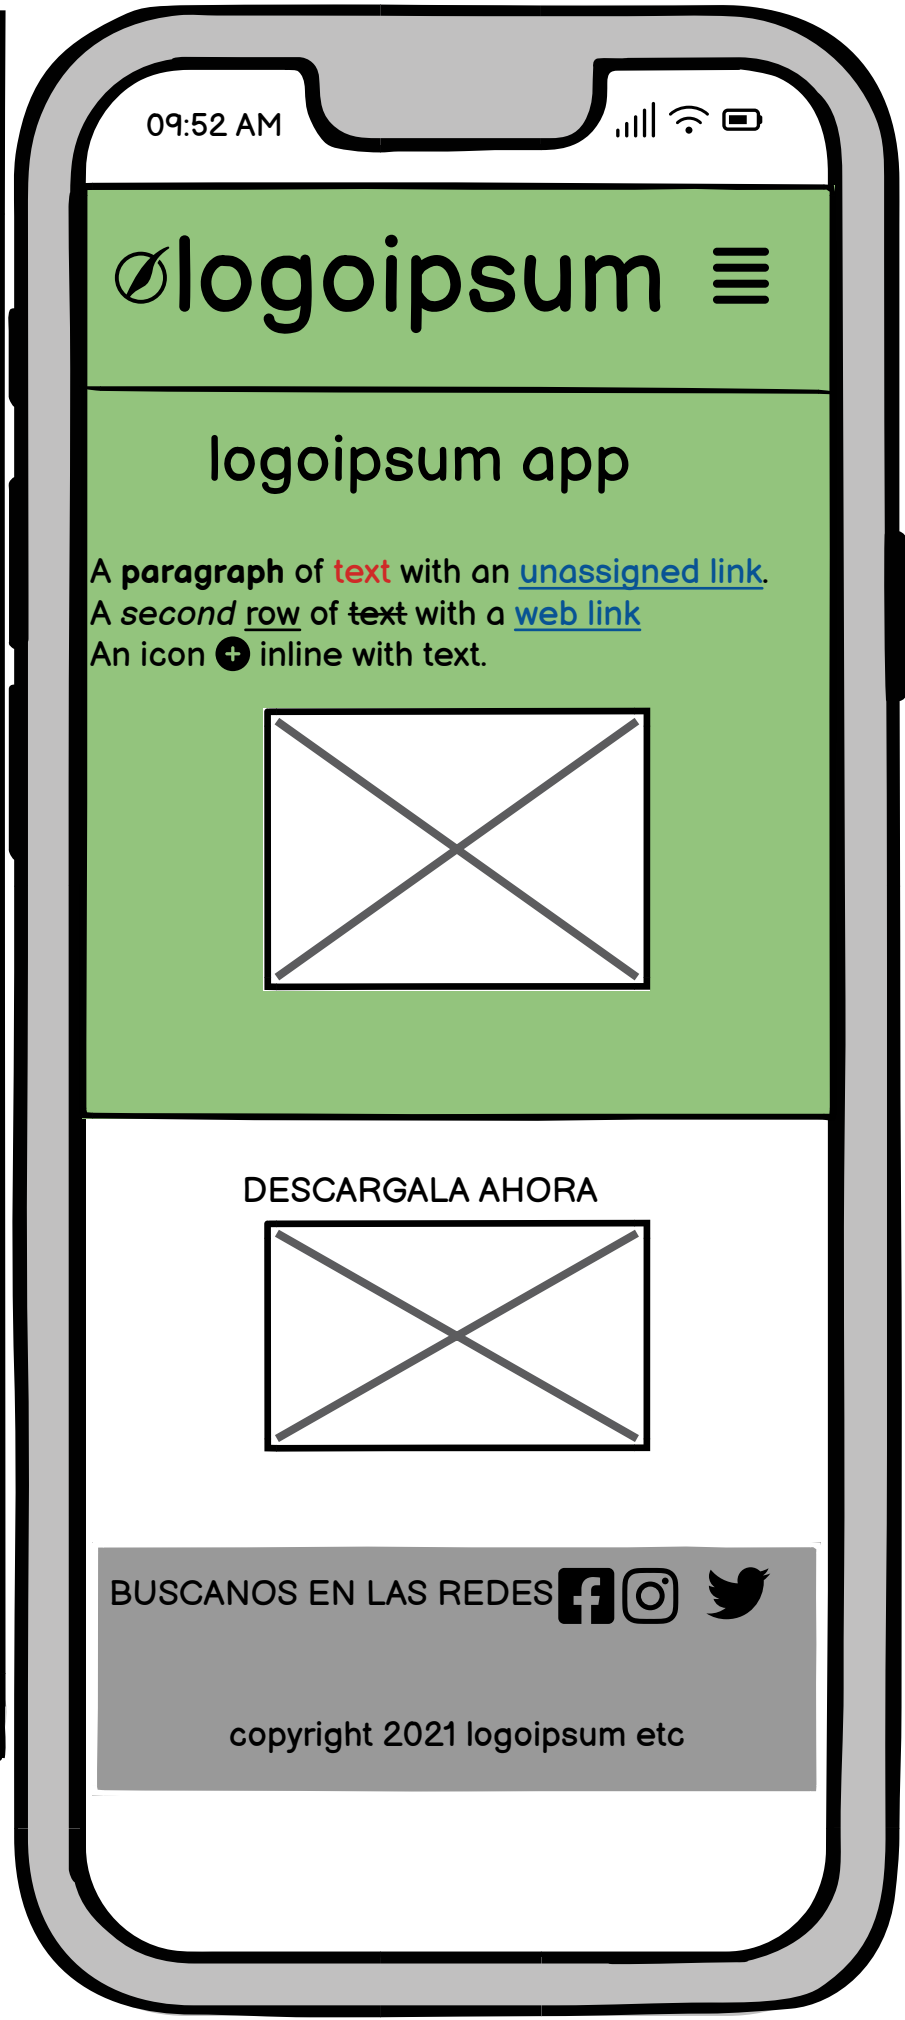 09:52 AM
logoipsum
logoipsum app
A paragraph of text with an unassigned link.
A second row of text with a web link
An icon inline with text.
DESCARGALA AHORA
BUSCANOS EN LAS REDES
copyright 2021 logoipsum etc